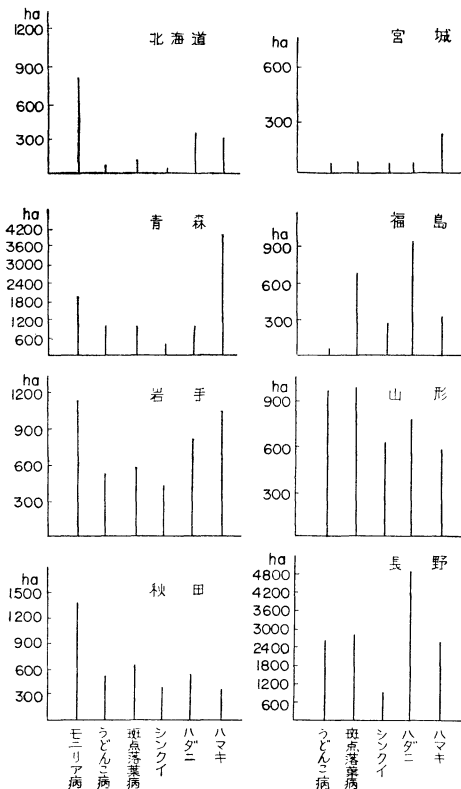 ha
北海道
1200
900
600
300
ha
宮城
600
300
ha
青森
4200
3600
3000
2400
1800
1200
600
ha
福島
900
600
300
ha
岩手
1200
900
600
300
山形
900
600
300
ha
秋田
1500
1200
900
600
300
モニリア病
うどんこ病
斑点落葉病
シンクイ
ハダニ
ハマキ
ha
長野
4800
4200
3600
3000
2400
1800
1200
600
うどんこ病
斑点落葉病
シンクイ
ハダニ
ハマキ